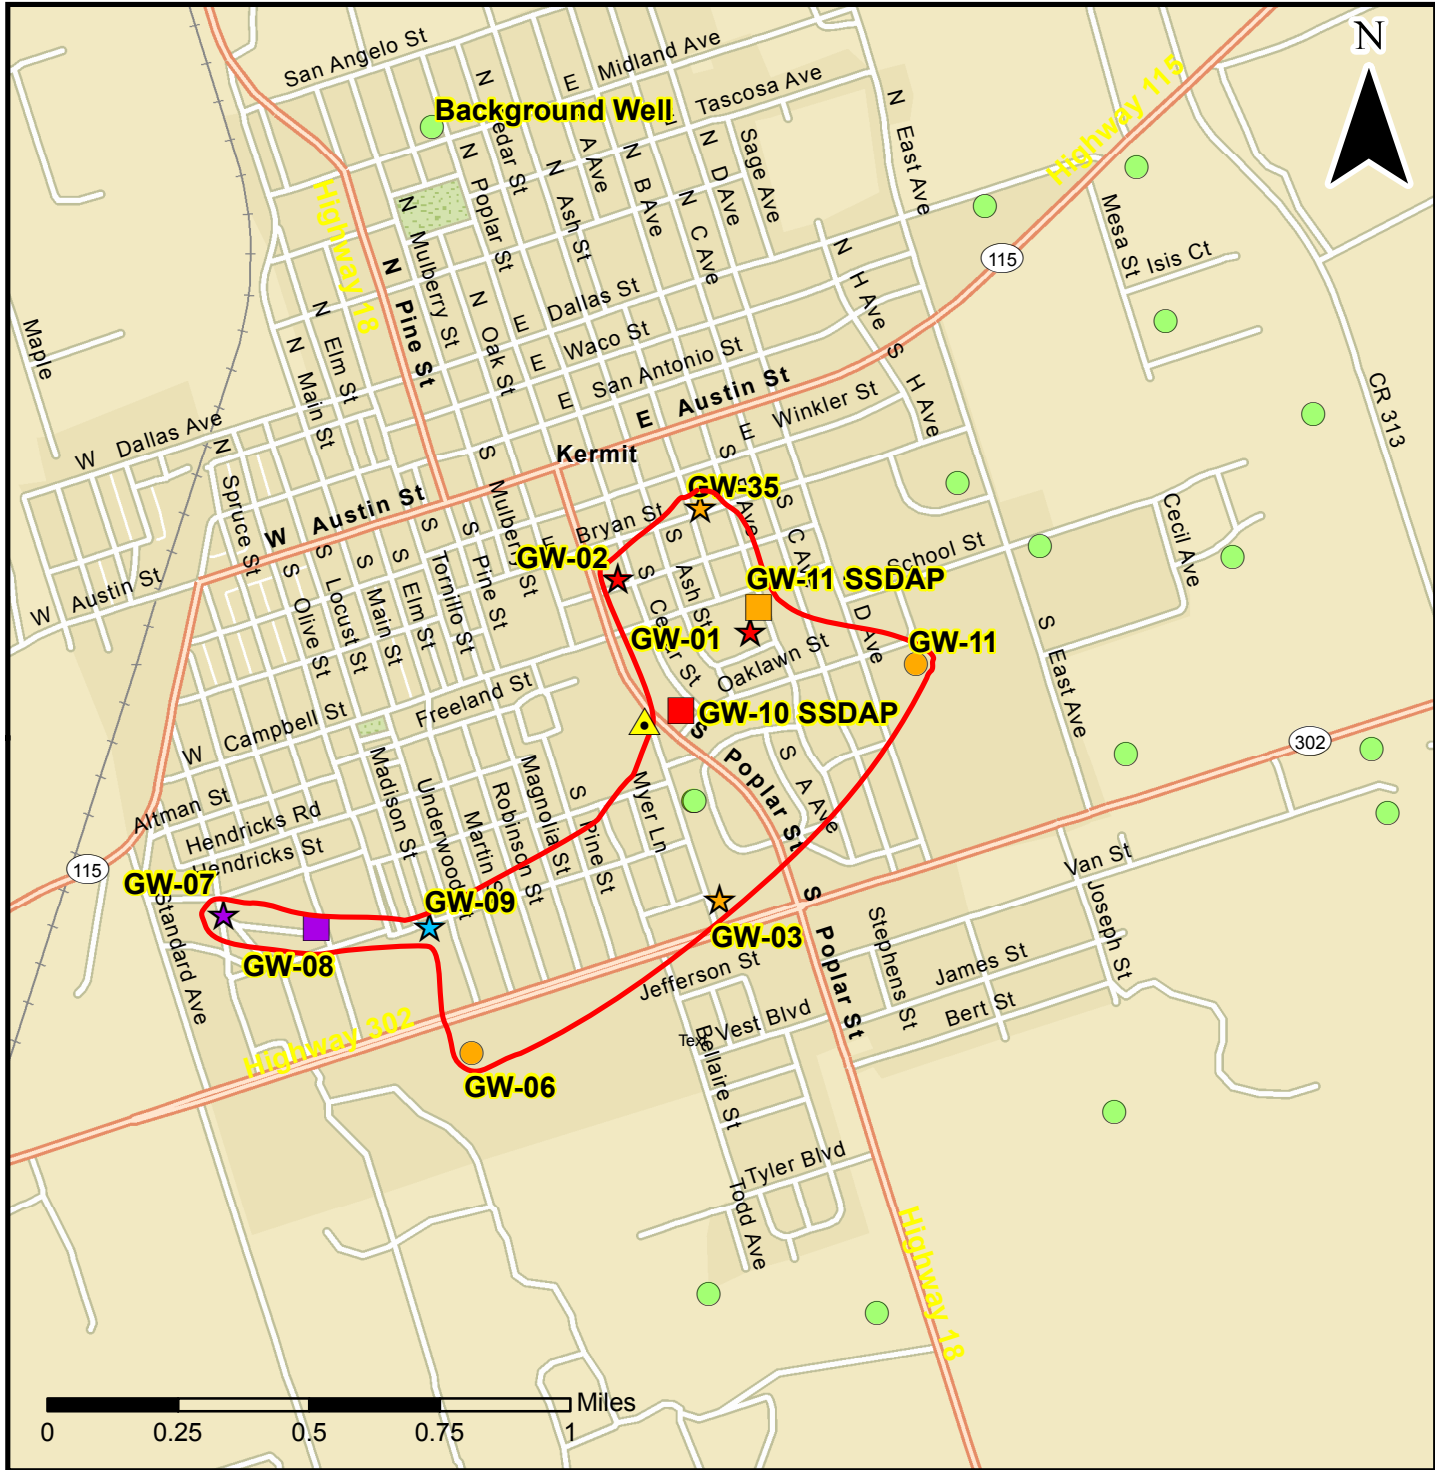 San Angelo St
E Midland Ave
Tascosa Ave
N
Background Well
Highway 115
N Cedar St
N A Ave
N B Ave
N D Ave
Sage Ave
N East Ave
N Poplar St
N Ash St
N C Ave
N Mulberry St
Highway 18
N Pine St
Mesa St
Isis Ct
115
N H Ave
E Dallas St
E Waco St
E San Antonio St
N Oak St
N Elm St
N Main St
Maple
S H Ave
CR 313
E Austin St
E Winkler St
W Dallas Ave
Kermit
N Spruce St
W Austin St
S Mulberry St
GW-35
E Bryan St
S C Ave
School St
Cecil Ave
GW-02
GW-11 SSDAP
W Austin St
S Olive St
S Locust St
S Main St
S Elm St
S Tornillo St
S Pine St
S Cedar St
S Ash St
GW-01
Oaklawn St
D Ave
GW-11
S East Ave
W Campbell St
Freeland St
GW-10 SSDAP
302
S Poplar St
S A Ave
Altman St
Hendricks Rd
Hendricks St
Madison St
Underwood St
Martin St
Robinson St
Magnolia St
S Pine St
Myer Ln
115
GW-07
GW-09
Van St
Joseph St
Standard Ave
GW-08
GW-03
S Poplar St
Stephens St
James St
Bert St
Jefferson St
Highway 302
Vest Blvd
Text
Bellaire St
GW-06
Tyler Blvd
Todd Ave
Highway 18
Miles
0 0.25 0.5 0.75 1